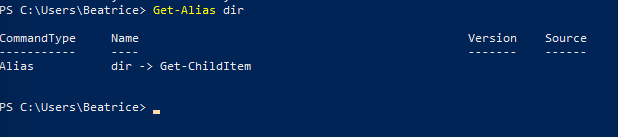 PS C:\Users\Beatrice> Get-Alias dir
CommandType Name Version Source
----------- ---- ------- ------
Alias dir -> Get-ChildItem
PS C:\Users\Beatrice> _